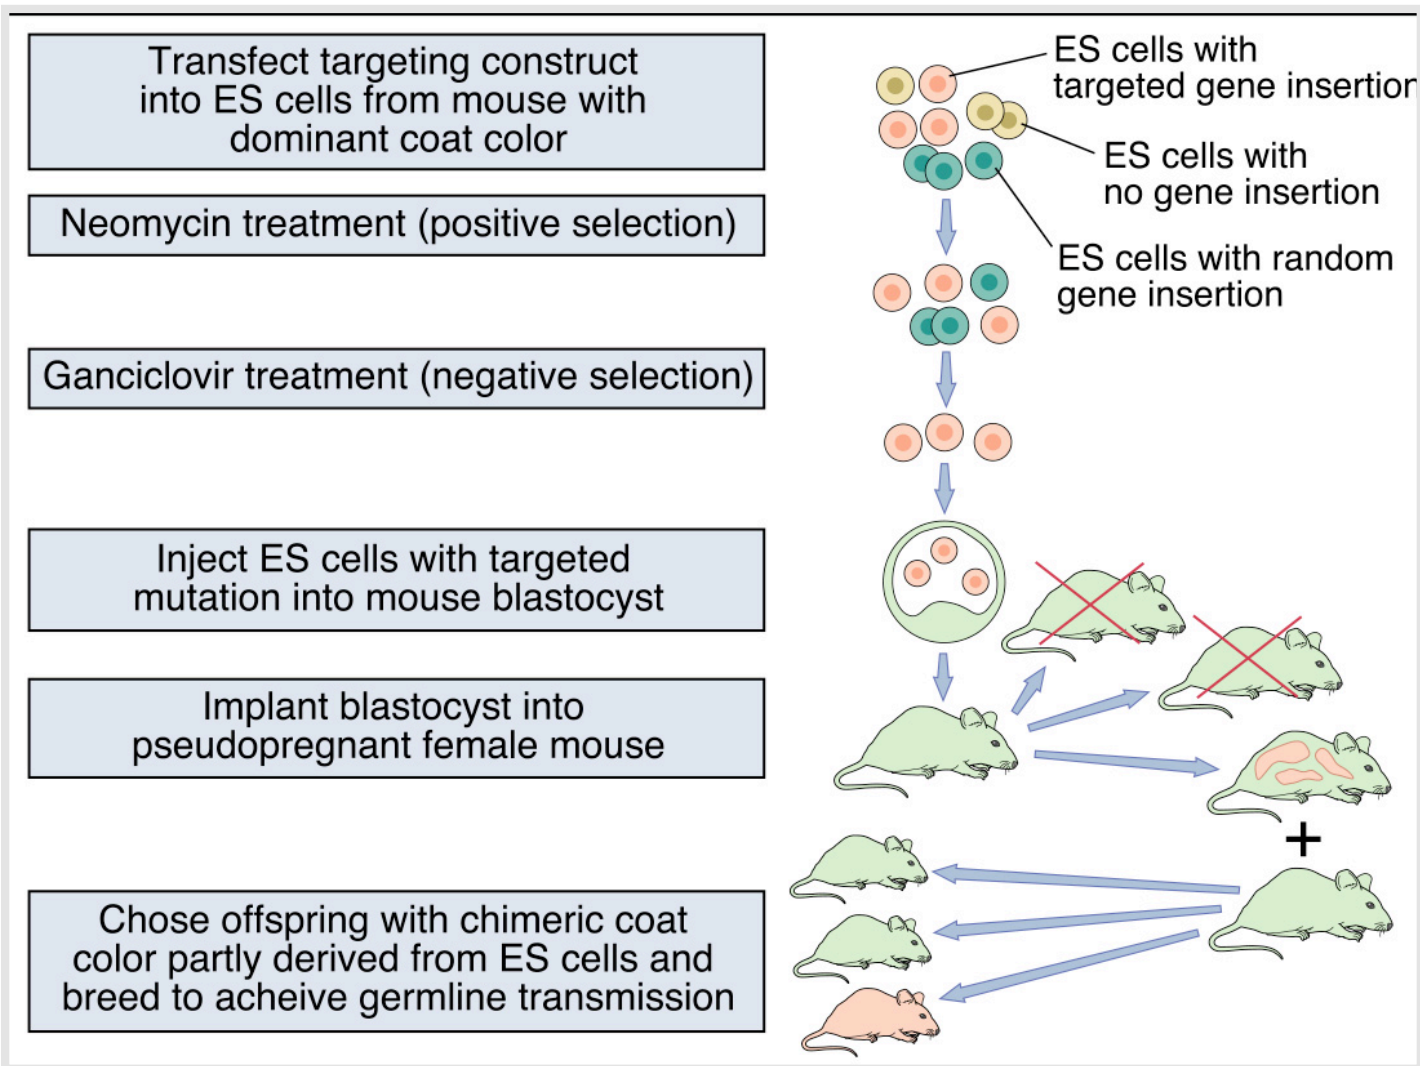 Transfect targeting construct
into ES cells from mouse with
dominant coat color
ES cells with
targeted gene insertion
ES cells with
no gene insertion
Neomycin treatment (positive selection)
ES cells with random
gene insertion
Ganciclovir treatment (negative selection)
Inject ES cells with targeted
mutation into mouse blastocyst
Implant blastocyst into
pseudopregnant female mouse
+
Chose offspring with chimeric coat
color partly derived from ES cells and
breed to acheive germline transmission